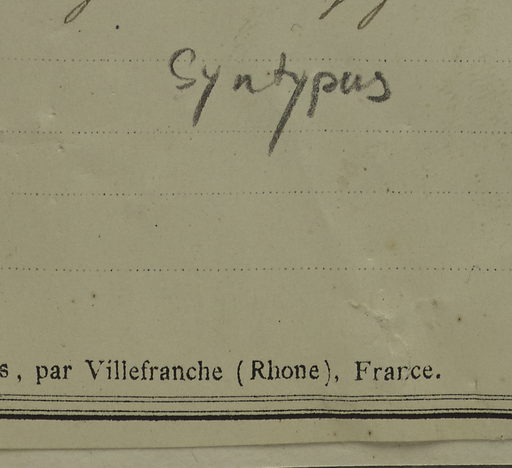 Syntypus
s, par Villefranche (Rhone), France.